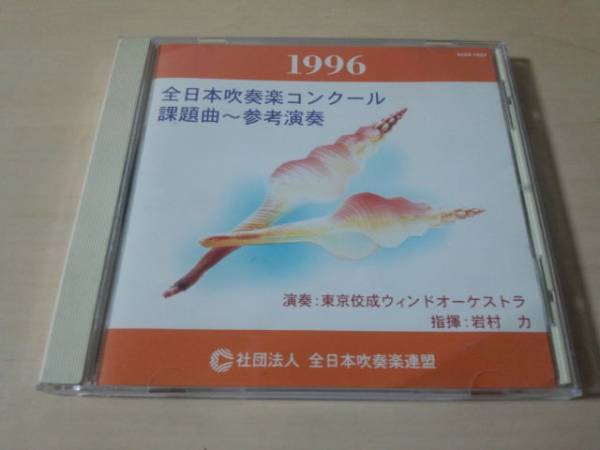 1996
全日本吹奏楽コンクール
課題曲～参考演奏
演奏:東京佼成ウィンドオーケストラ
指揮:岩村 力
社団法人 全日本吹奏楽連盟